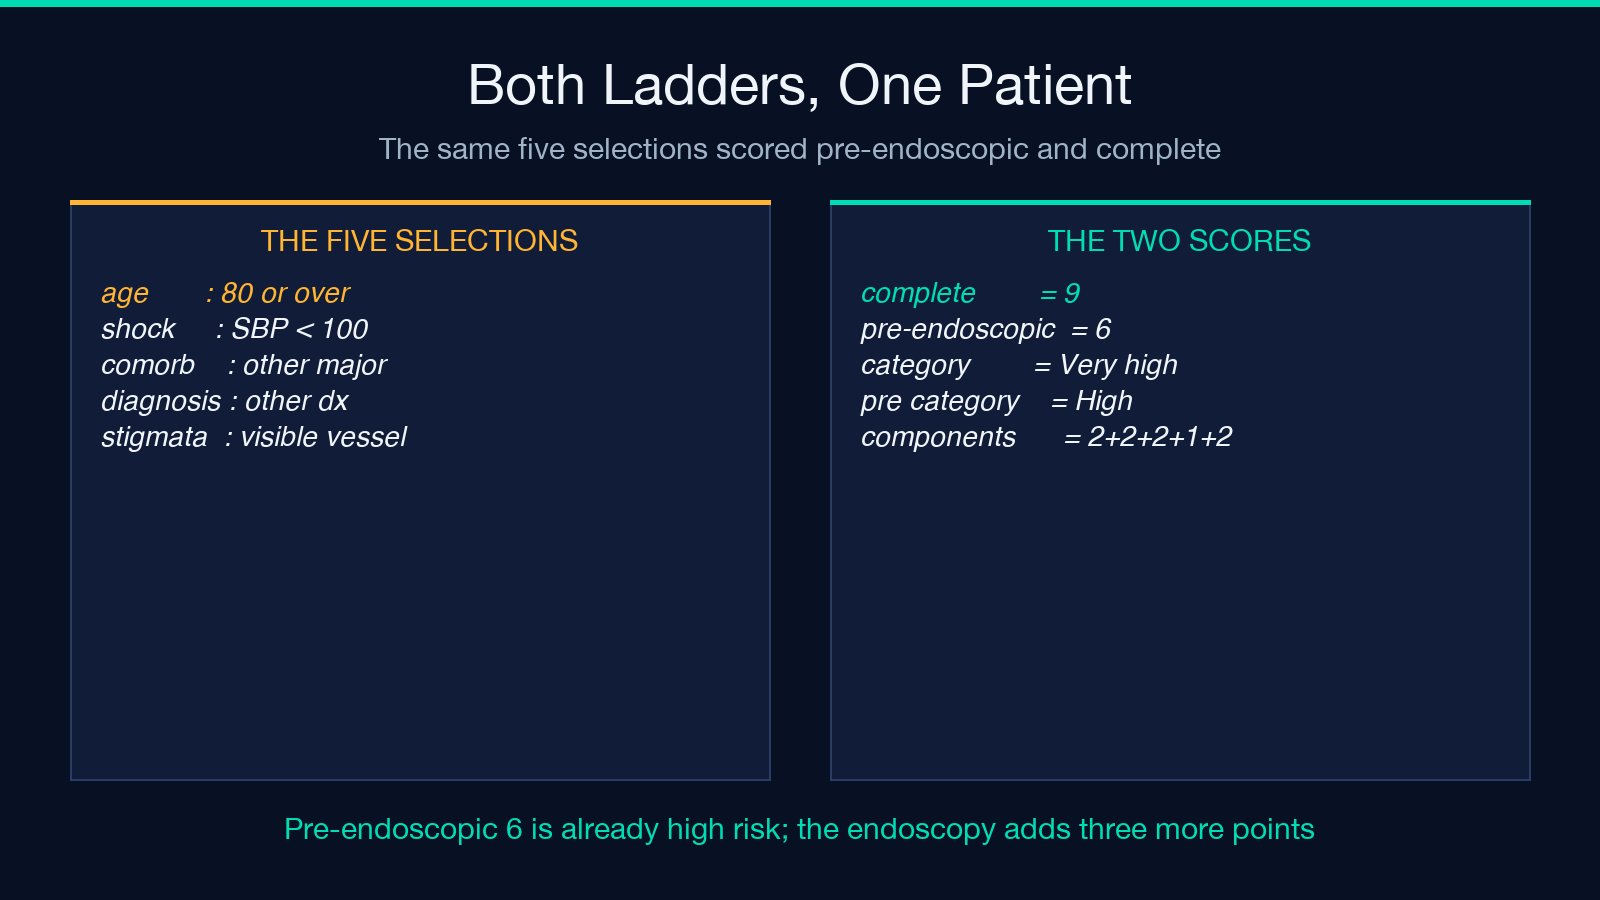 Both Ladders, One Patient
The same five selections scored pre-endoscopic and complete
THE FIVE SELECTIONS
age : 80 or over
shock : SBP < 100
comorb : other major
diagnosis : other dx
stigmata : visible vessel
THE TWO SCORES
complete = 9
pre-endoscopic = 6
category = Very high
pre category = High
components = 2+2+2+1+2
Pre-endoscopic 6 is already high risk; the endoscopy adds three more points